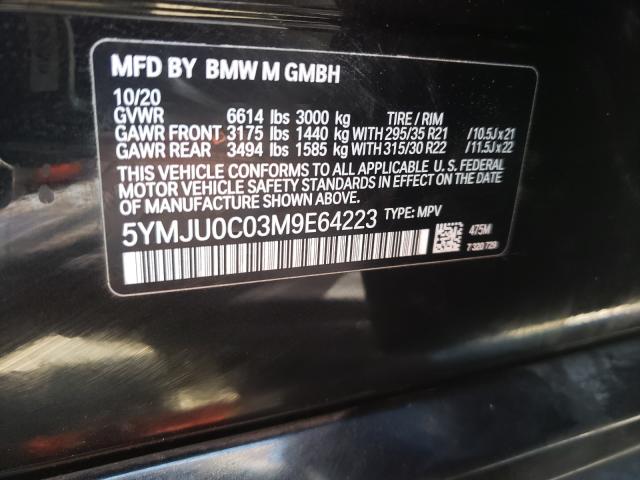 MFD BY BMW M GMBH
10/20
GVWR 6614 lbs 3000 kg TIRE / RIM
GAWR FRONT 3175 lbs 1440 kg WITH 295/35 R21 /10.5J x 21
GAWR REAR 3494 lbs 1585 kg WITH 315/30 R22 /11.5J x 22
THIS VEHICLE CONFORMS TO ALL APPLICABLE U.S. FEDERAL
MOTOR VEHICLE SAFETY STANDARDS IN EFFECT ON THE DATE OF
MANUFACTURE SHOWN ABOVE.
5YMJU0C03M9E64223 TYPE: MPV
475M
7 320 729